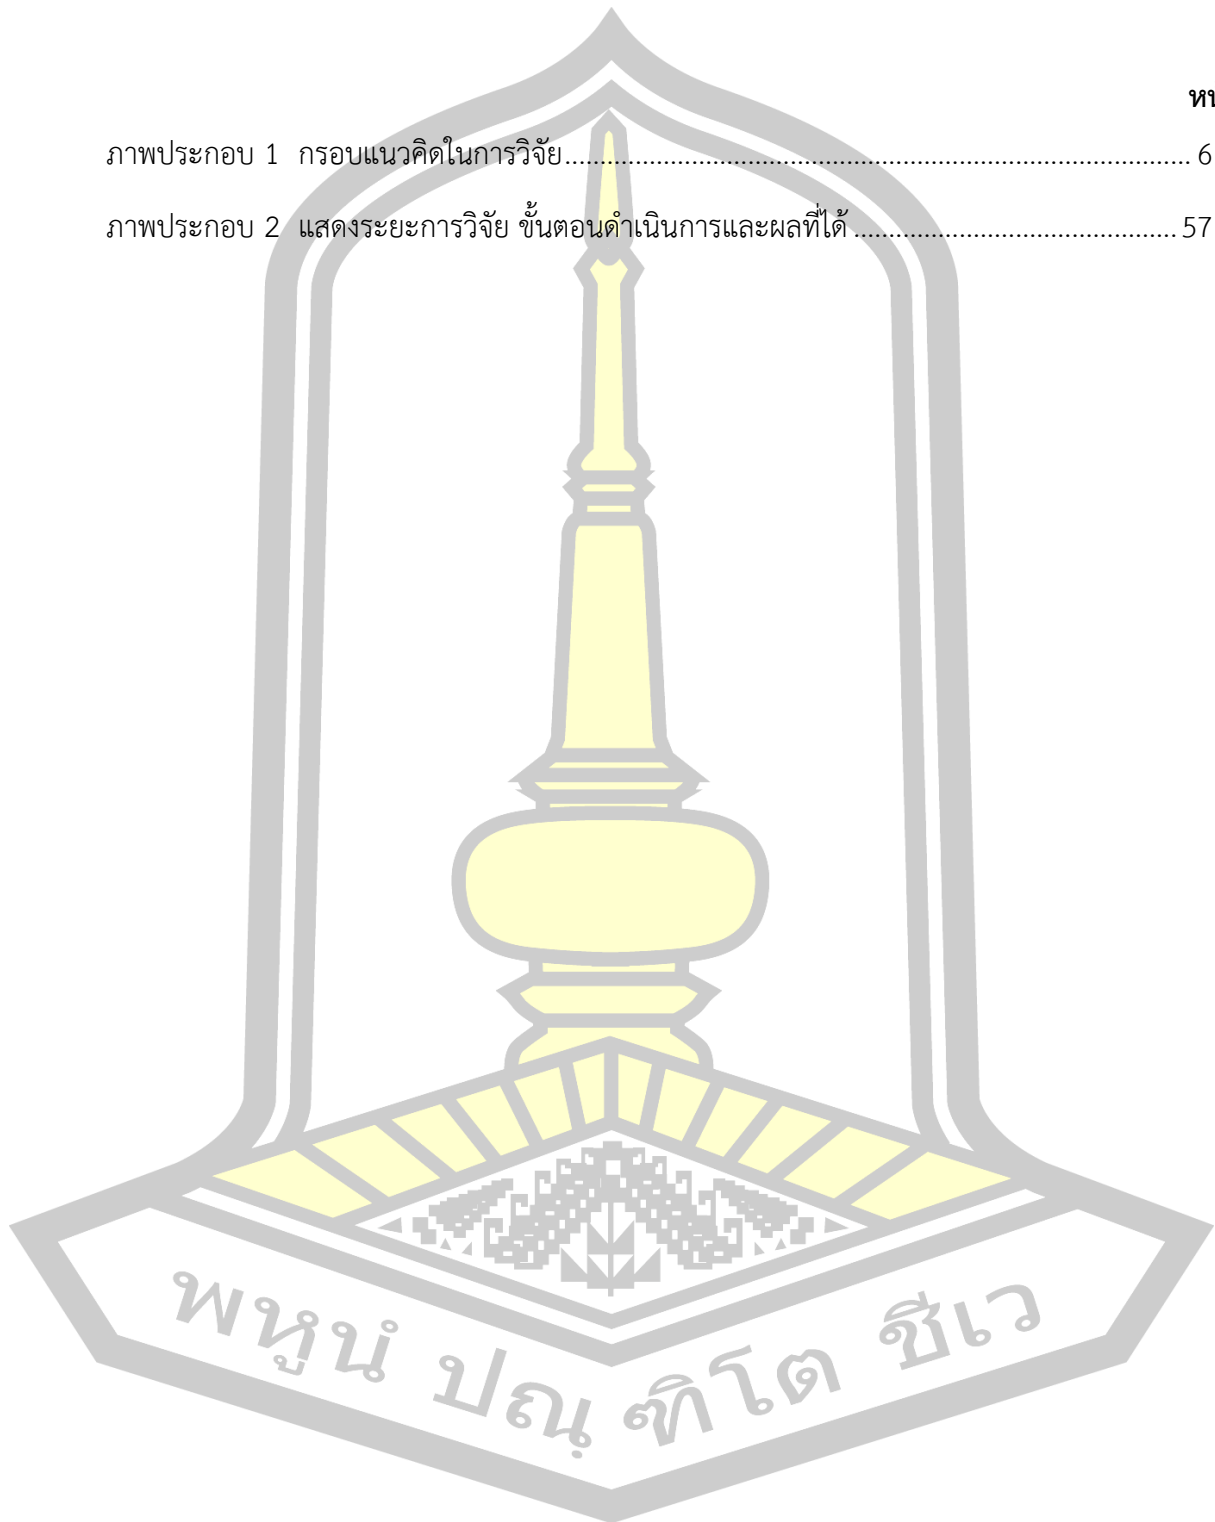 ภาพประกอบ 1 กรอบแนวคิดในการวิจัย.......................................................................................... 6
ภาพประกอบ 2 แสดงระยะการวิจัย ขั้นตอนดำเนินการและผลที่ได้ .............................................. 57
พหูนํ ปณฺฑิโต ชีเว